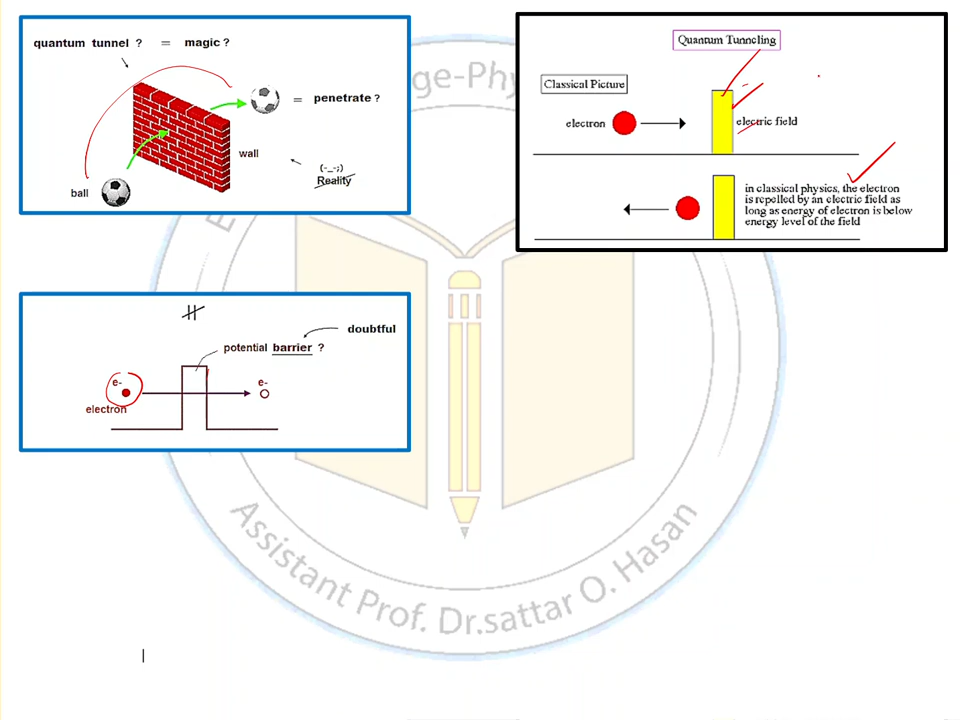 quantum tunnel ? = magic ?
= penetrate ?
wall
(-_-;)
Reality
ball
Quantum Tunneling
Classical Picture
electron
electric field
in classical physics, the electron
is repelled by an electric field as
long as energy of electron is below
energy level of the field
doubtful
potential barrier ?
e-
e-
electron
ge-Phy
E
Assistant Prof. Dr.sattar O. Hasan